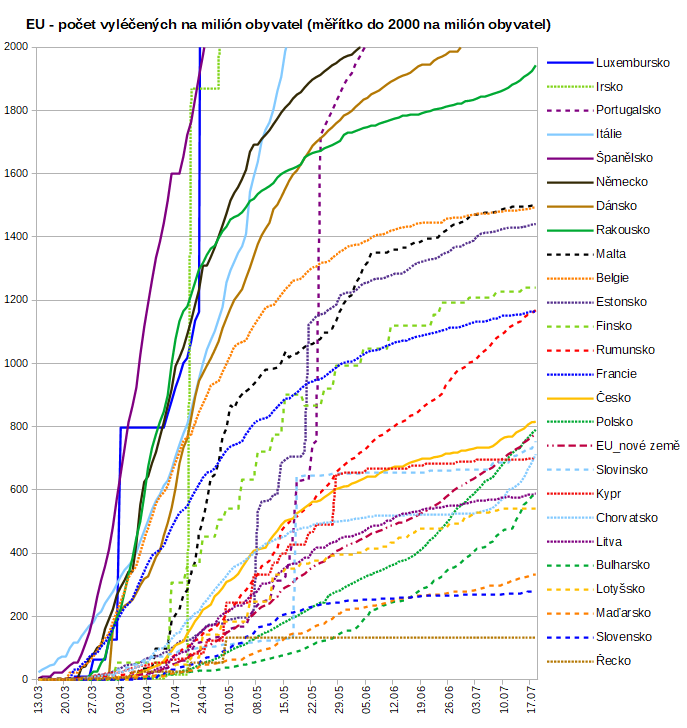 EU - počet vyléčených na milión obyvatel (měřítko do 2000 na milión obyvatel)
2000
1800
1600
1400
1200
1000
800
600
400
200
0
13.03
20.03
27.03
03.04
10.04
17.04
24.04
01.05
08.05
15.05
22.05
29.05
05.06
12.06
19.06
26.06
03.07
10.07
17.07
Luxembursko
Irsko
Portugalsko
Itálie
Španělsko
Německo
Dánsko
Rakousko
Malta
Belgie
Estonsko
Finsko
Rumunsko
Francie
Česko
Polsko
EU_nové země
Slovinsko
Kypr
Chorvatsko
Litva
Bulharsko
Lotyšsko
Maďarsko
Slovensko
Řecko